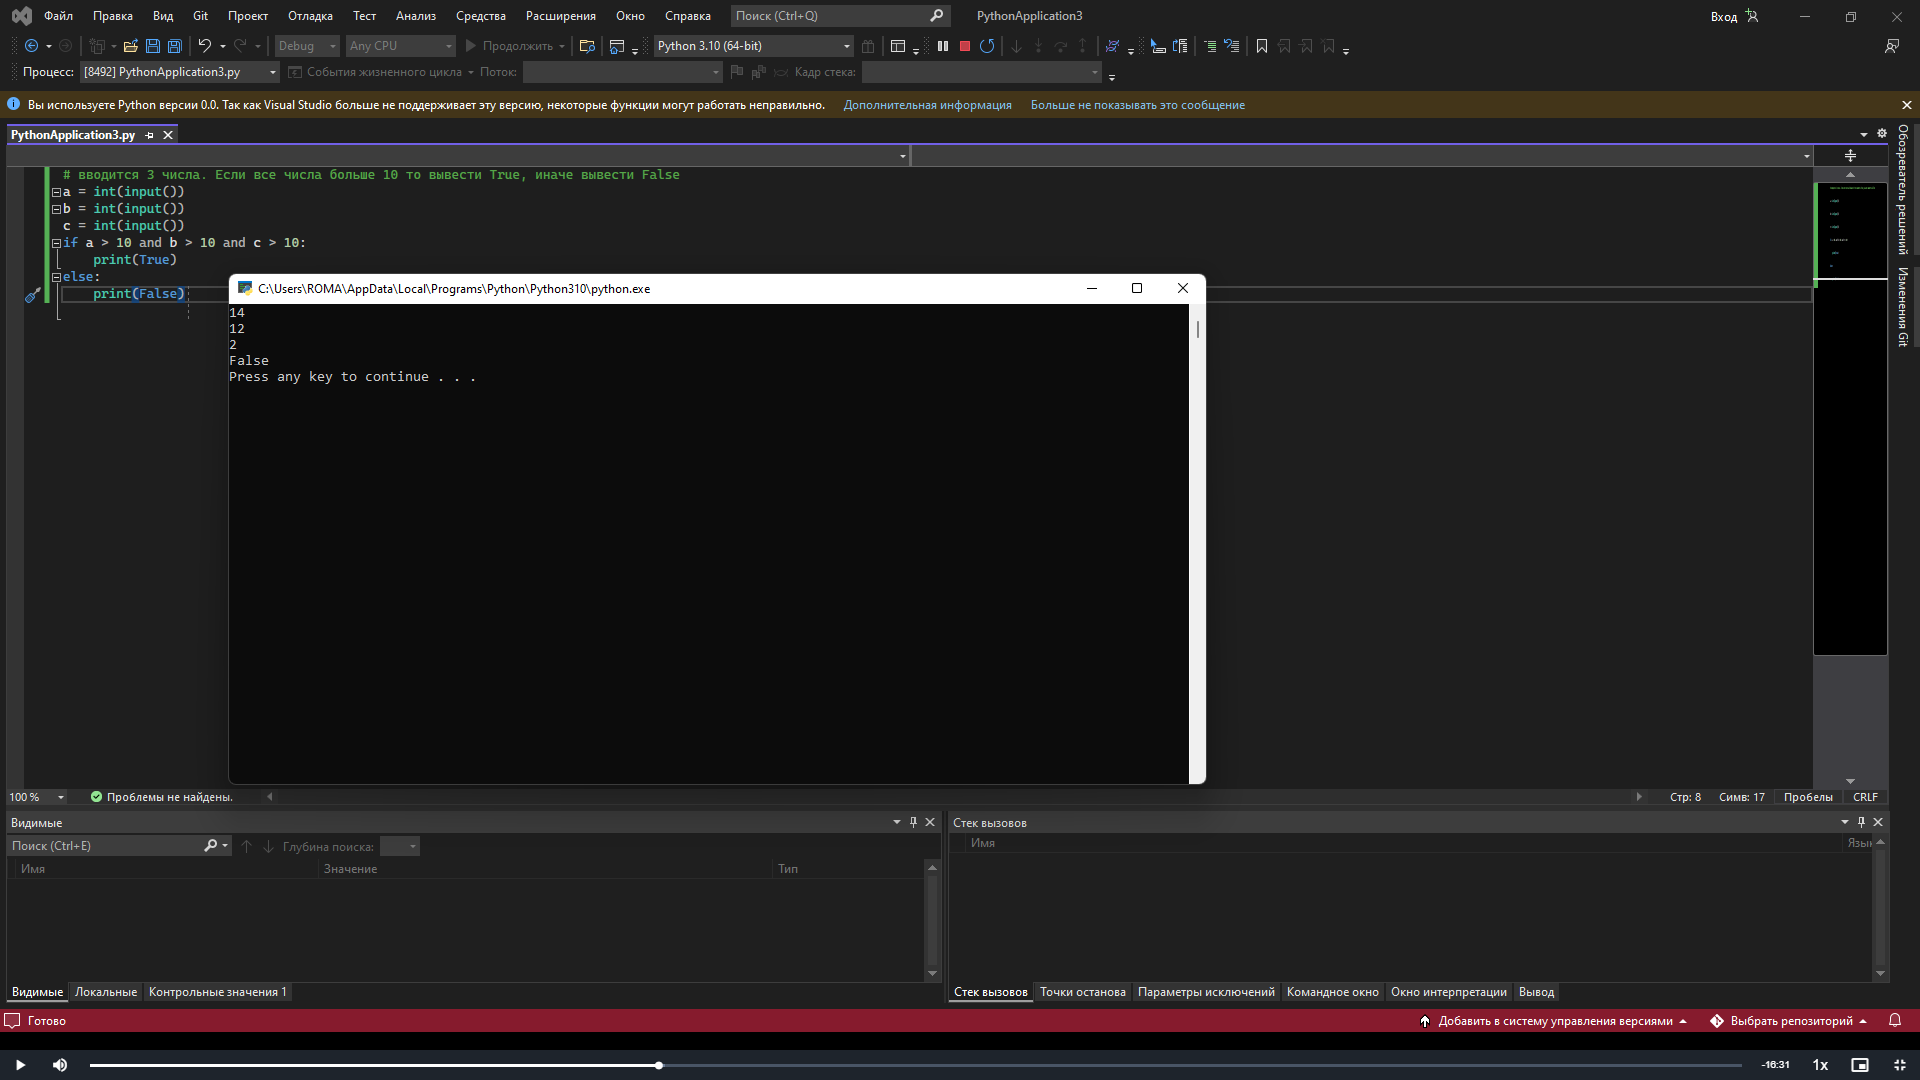 Файл Правка Вид Git Проект Отладка Тест Анализ Средства Расширения Окно Справка Поиск (Ctrl+Q) PythonApplication3 Вход
Debug Any CPU Продолжить Python 3.10 (64-bit)
Процесс: [8492] PythonApplication3.py События жизненного цикла Поток: Кадр стека:
Вы используете Python версии 0.0. Так как Visual Studio больше не поддерживает эту версию, некоторые функции могут работать неправильно. Дополнительная информация Больше не показывать это сообщение
PythonApplication3.py
# вводится 3 числа. Если все числа больше 10 то вывести True, иначе вывести False
a = int(input())
b = int(input())
c = int(input())
if a > 10 and b > 10 and c > 10:
print(True)
else:
print(False)
C:\Users\ROMA\AppData\Local\Programs\Python\Python310\python.exe
14
12
2
False
Press any key to continue . . .
Обозреватель решений
Изменения Git
100 % Проблемы не найдены. Стр: 8 Симв: 17 Пробелы CRLF
Видимые
Поиск (Ctrl+E) Глубина поиска:
Имя Значение Тип
Видимые Локальные Контрольные значения 1
Стек вызовов
Имя Язык
Стек вызовов Точки останова Параметры исключений Командное окно Окно интерпретации Вывод
Готово Добавить в систему управления версиями Выбрать репозиторий
-16:31 1x